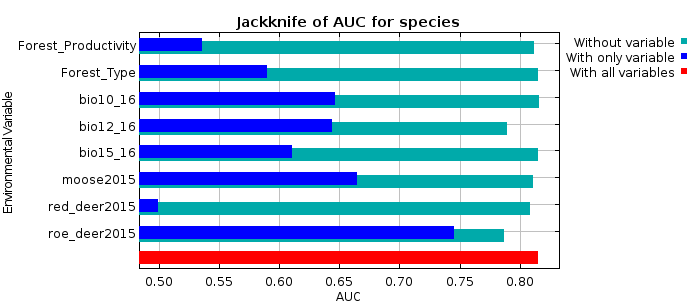 Jackknife of AUC for species
Environmental Variable
Forest_Productivity
Forest_Type
bio10_16
bio12_16
bio15_16
moose2015
red_deer2015
roe_deer2015
Without variable
With only variable
With all variables
0.50 0.55 0.60 0.65 0.70 0.75 0.80
AUC